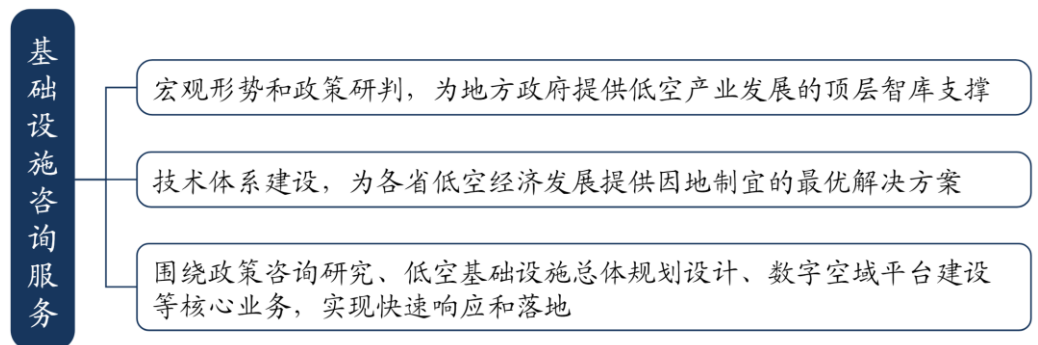 基础设施咨询服务
宏观形势和政策研判，为地方政府提供低空产业发展的顶层智库支撑
技术体系建设，为各省低空经济发展提供因地制宜的最优解决方案
围绕政策咨询研究、低空基础设施总体规划设计、数字空域平台建设
等核心业务，实现快速响应和落地